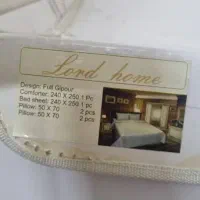 Lord home
Design: Full Gipour
Comforter: 240 X 250 1 Pc
Bed sheet: 240 X 250 1 pc
Pillow: 50 X 70 2 pcs
Pillow: 50 X 70 2 pcs